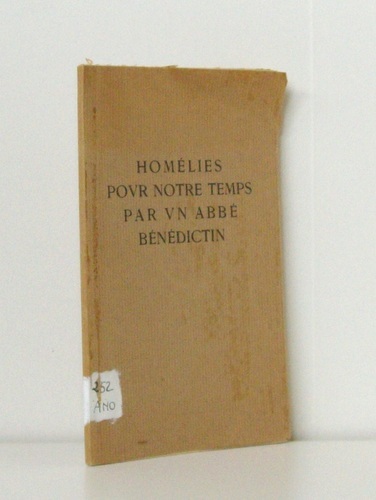 HOMÉLIES
POVR NOTRE TEMPS
PAR VN ABBÉ
BÉNÉDICTIN
252
ANO